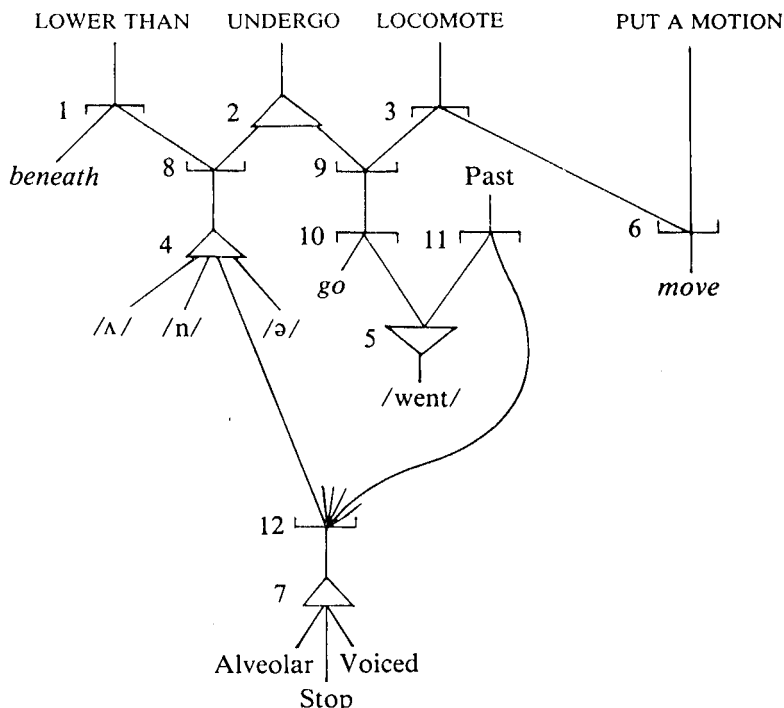 LOWER THAN UNDERGO LOCOMOTE PUT A MOTION
1 2 3
beneath 8 9 Past
4 10 11 6
go move
/ʌ/ /n/ /ə/ 5
/went/
12
7
Alveolar Voiced
Stop